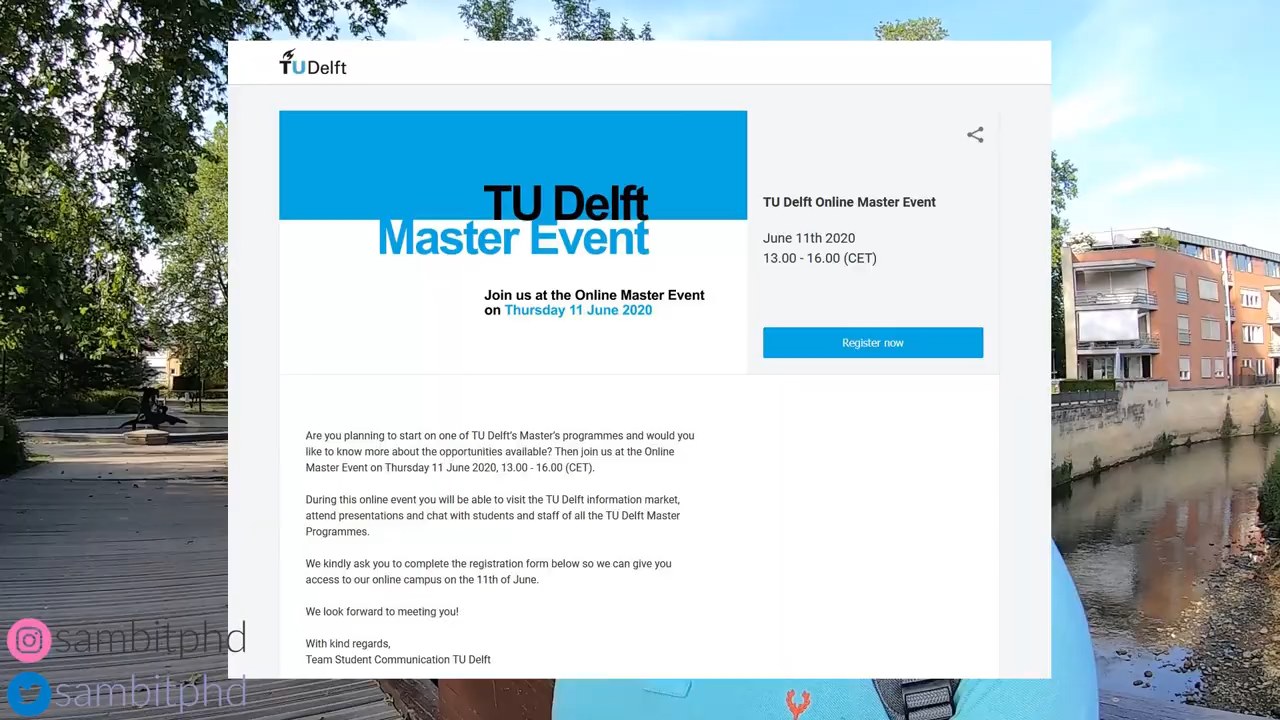 TU Delft
TU Delft
Master Event
Join us at the Online Master Event
on Thursday 11 June 2020
TU Delft Online Master Event
June 11th 2020
13.00 - 16.00 (CET)
Register now
Are you planning to start on one of TU Delft's Master's programmes and would you
like to know more about the opportunities available? Then join us at the Online
Master Event on Thursday 11 June 2020, 13.00 - 16.00 (CET).
During this online event you will be able to visit the TU Delft information market,
attend presentations and chat with students and staff of all the TU Delft Master
Programmes.
We kindly ask you to complete the registration form below so we can give you
access to our online campus on the 11th of June.
We look forward to meeting you!
With kind regards,
Team Student Communication TU Delft
sambitphd
sambitphd